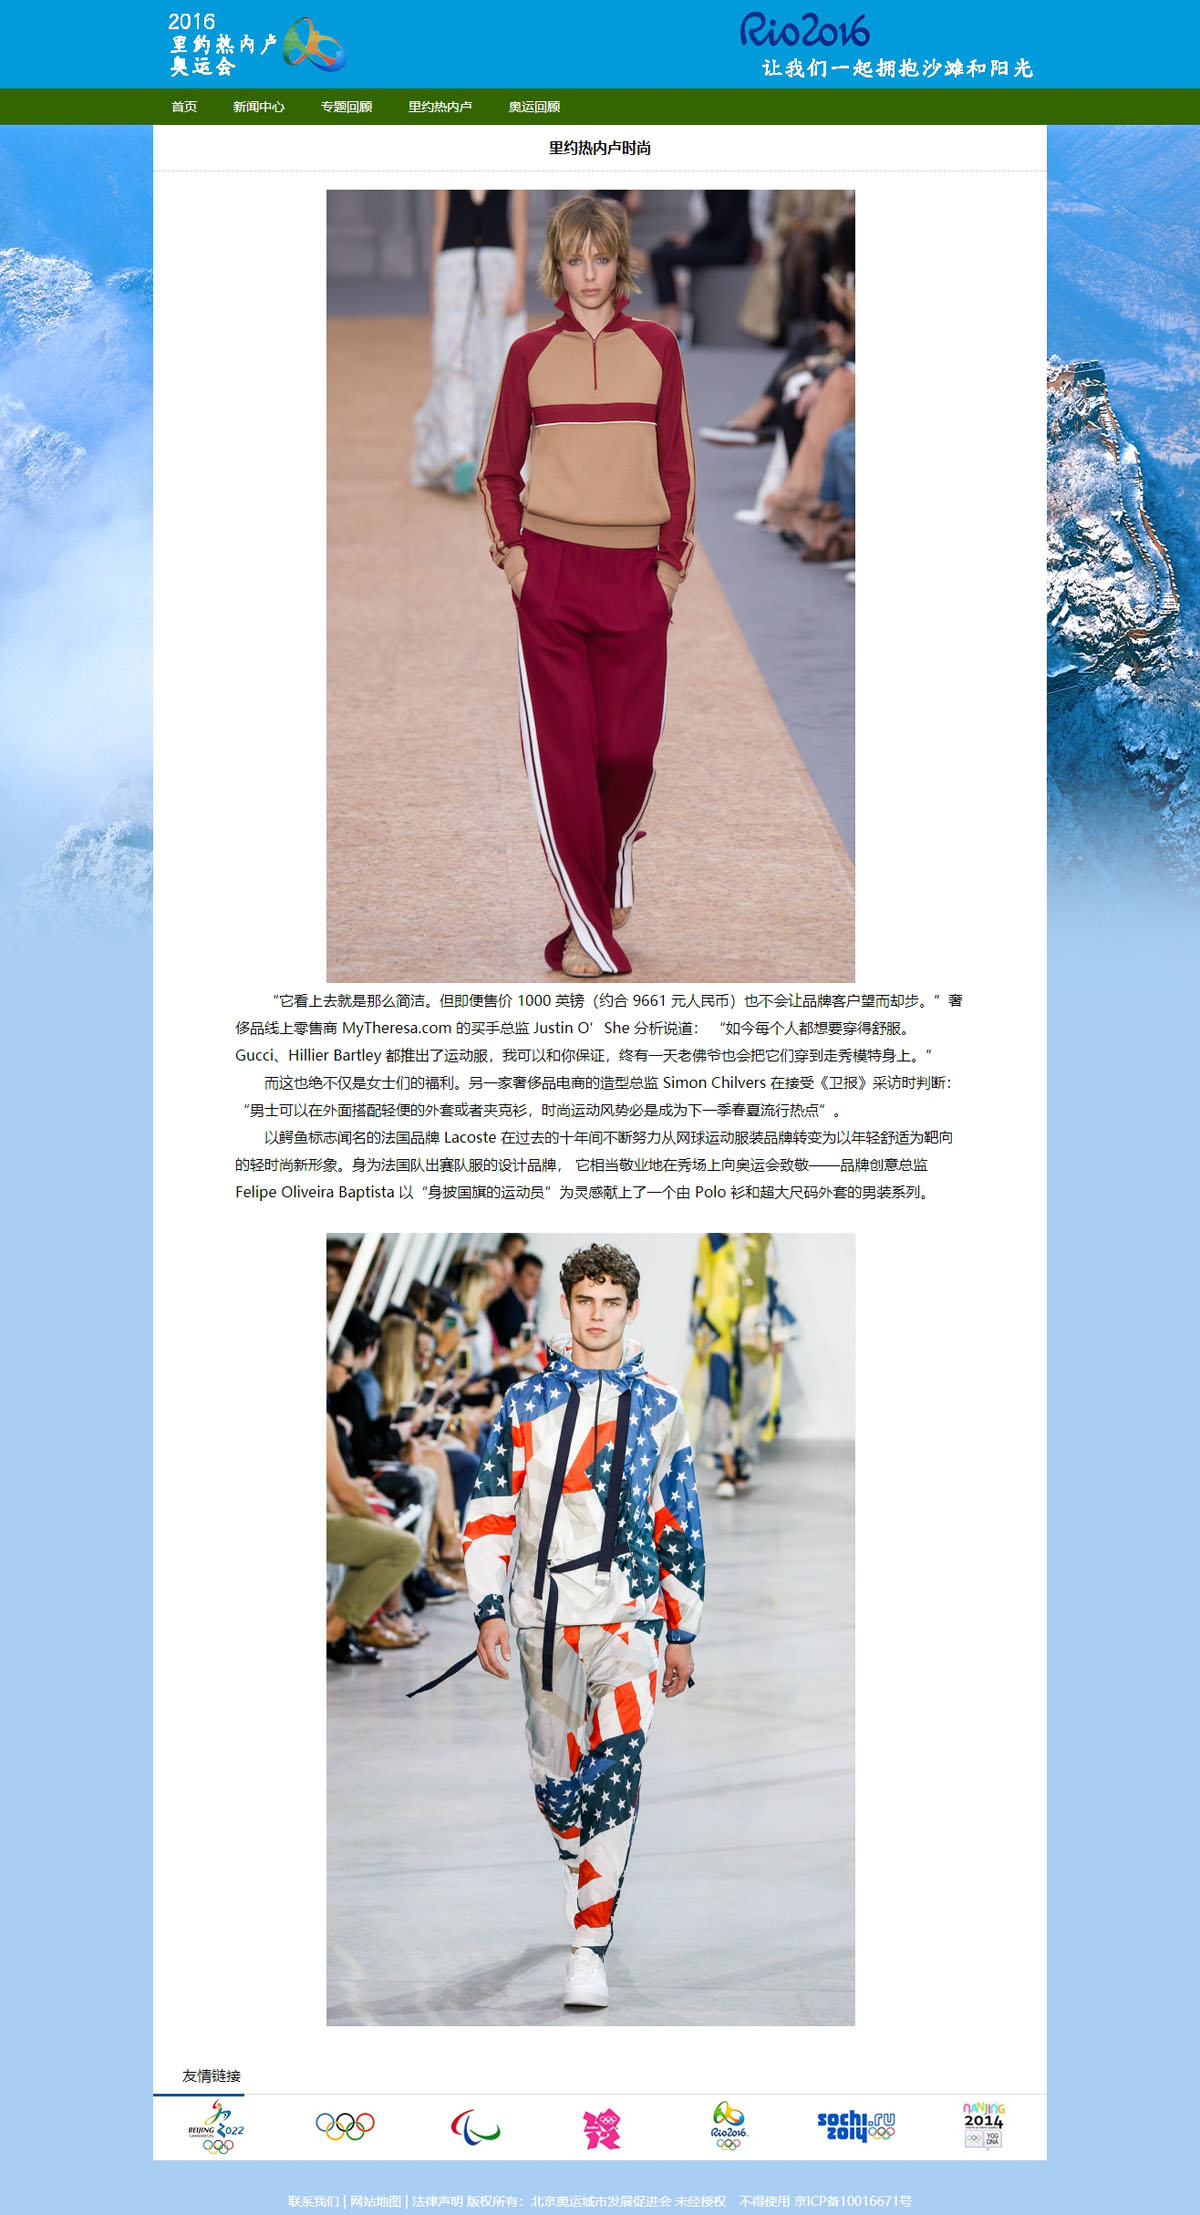 2016
里约热内卢
奥运会
Rio2016
让我们一起拥抱沙滩和阳光
首页 新闻中心 专题回顾 里约热内卢 奥运回顾
里约热内卢时尚
“它看上去就是那么简洁。但即便售价 1000 英镑（约合 9661 元人民币）也不会让品牌客户望而却步。”奢
侈品线上零售商 MyTheresa.com 的买手总监 Justin O’She 分析说道： “如今每个人都想要穿得舒服。
Gucci、Hillier Bartley 都推出了运动服，我可以和你保证，终有一天老佛爷也会把它们穿到走秀模特身上。”
而这也绝不仅是女士们的福利。另一家奢侈品电商的造型总监 Simon Chilvers 在接受《卫报》采访时判断：
“男士可以在外面搭配轻便的外套或者夹克衫，时尚运动风势必是成为下一季春夏流行热点”。
以鳄鱼标志闻名的法国品牌 Lacoste 在过去的十年间不断努力从网球运动服装品牌转变为以年轻舒适为靶向
的轻时尚新形象。身为法国队出赛队服的设计品牌， 它相当敬业地在秀场上向奥运会致敬——品牌创意总监
Felipe Oliveira Baptista 以“身披国旗的运动员”为灵感献上了一个由 Polo 衫和超大尺码外套的男装系列。
友情链接
BEIJING 2022
Candidate City
Rio2016
sochi.ru
2014
NANJING
2014
YOG
DNA
联系我们 | 网站地图 | 法律声明 版权所有：北京奥运城市发展促进会 未经授权 不得使用 京ICP备10016671号